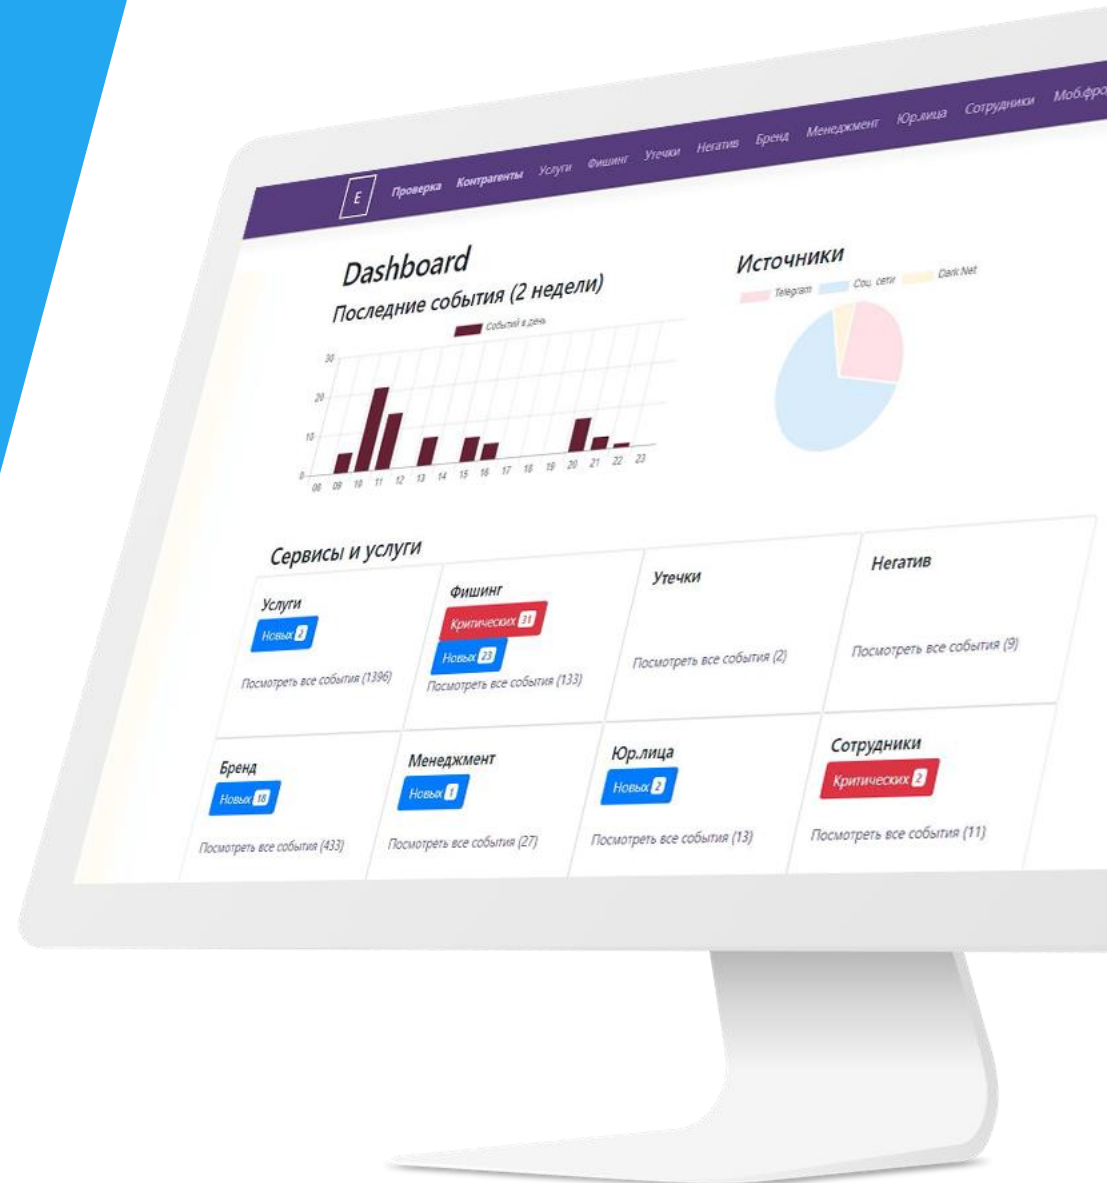 E Проверка Контрагенты Услуги Фишинг Утечки Негатив Бренд Менеджмент Юр.лица Сотрудники Моб.фро
Dashboard
Последние события (2 недели)
Событий в день
30
20
10
0
08 09 10 11 12 13 14 15 16 17 18 19 20 21 22 23
Источники
Telegram Соц. сети Dark Net
Сервисы и услуги
Услуги
Новых 2
Посмотреть все события (1396)
Фишинг
Критических 31
Новых 23
Посмотреть все события (133)
Утечки
Посмотреть все события (2)
Негатив
Посмотреть все события (9)
Бренд
Новых 18
Посмотреть все события (433)
Менеджмент
Новых 1
Посмотреть все события (27)
Юр.лица
Новых 2
Посмотреть все события (13)
Сотрудники
Критических 2
Посмотреть все события (11)